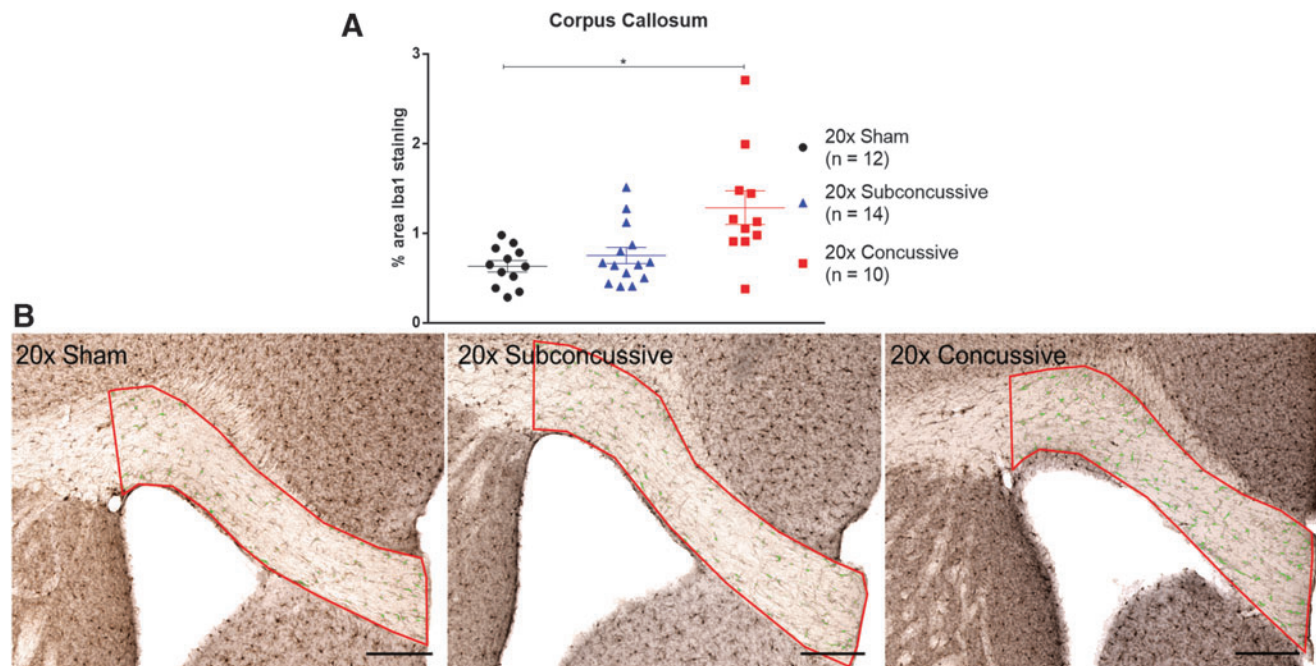 A
Corpus Callosum
% area Iba1 staining
3
2
1
0
*
20x Sham
(n = 12)
20x Subconcussive
(n = 14)
20x Concussive
(n = 10)
B
20x Sham
20x Subconcussive
20x Concussive